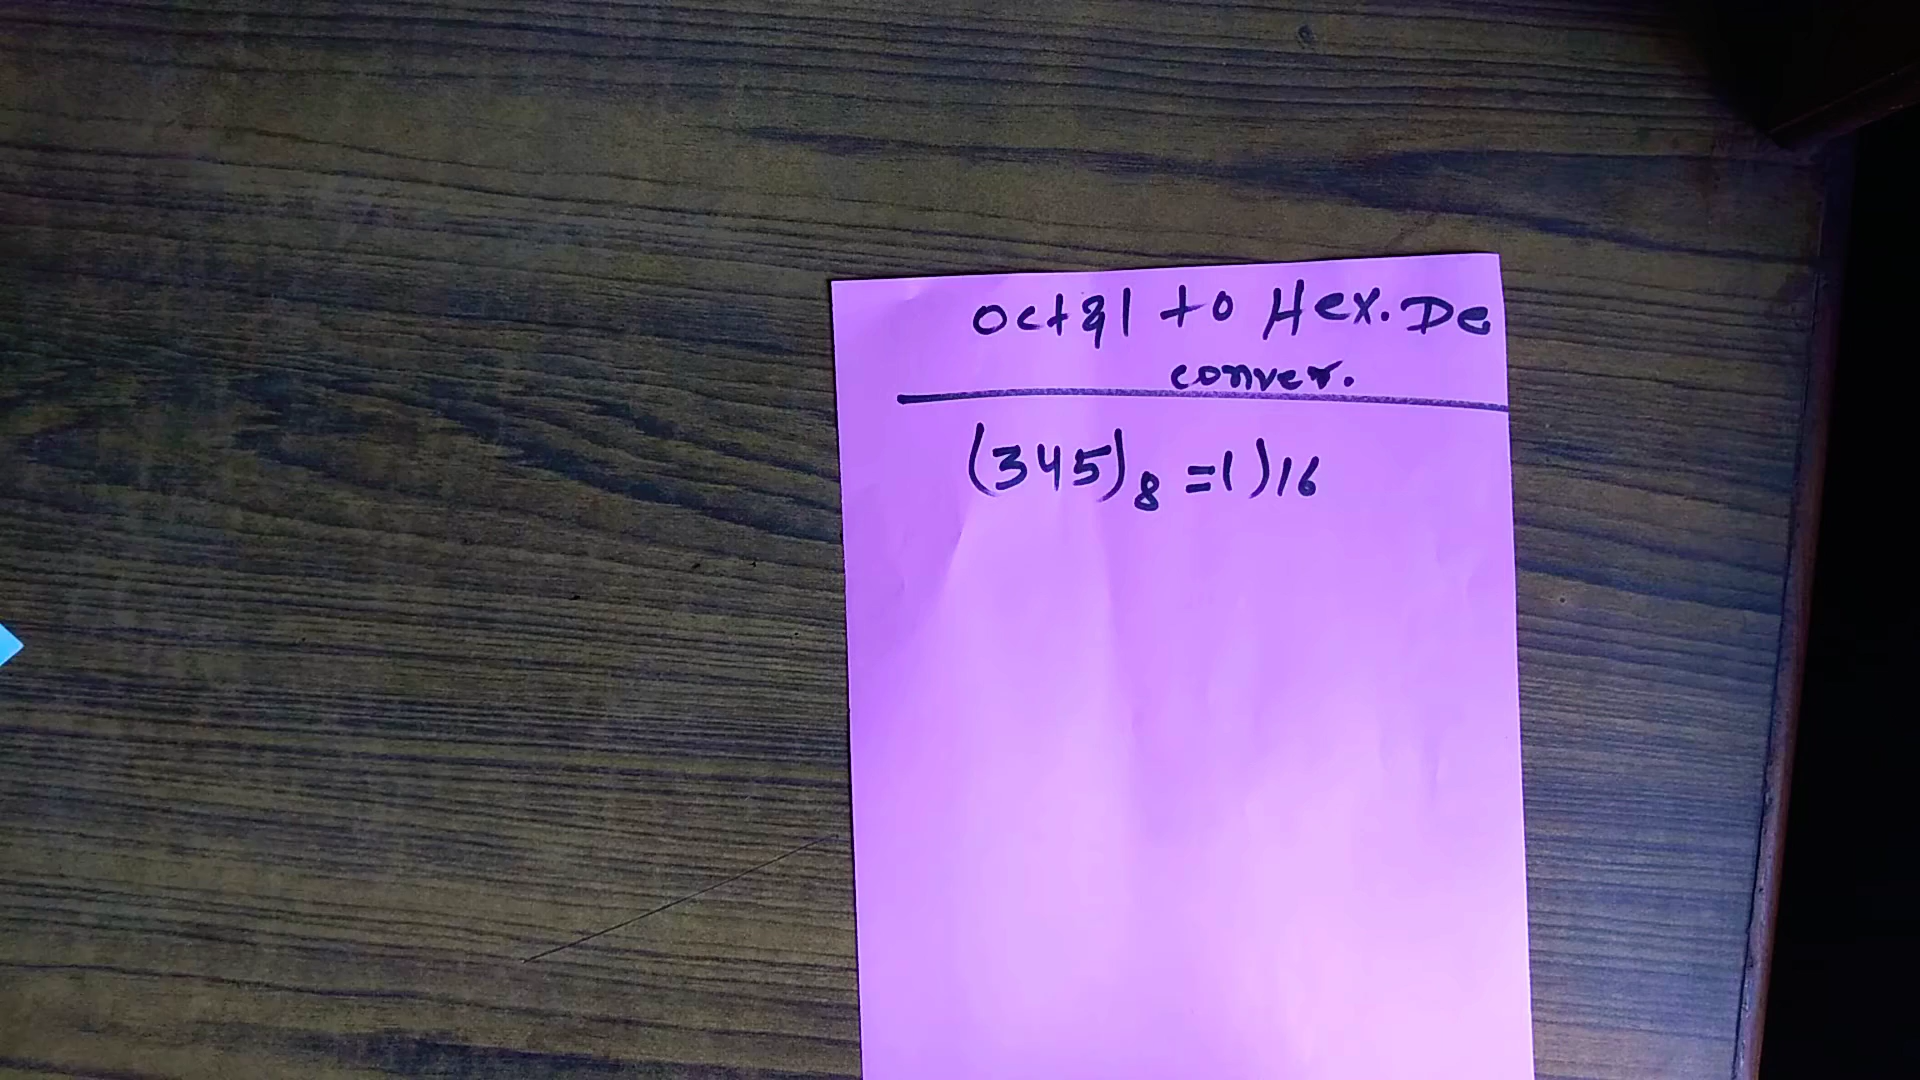 Octal to Hex. De
conver.
(345)8 = ( )16